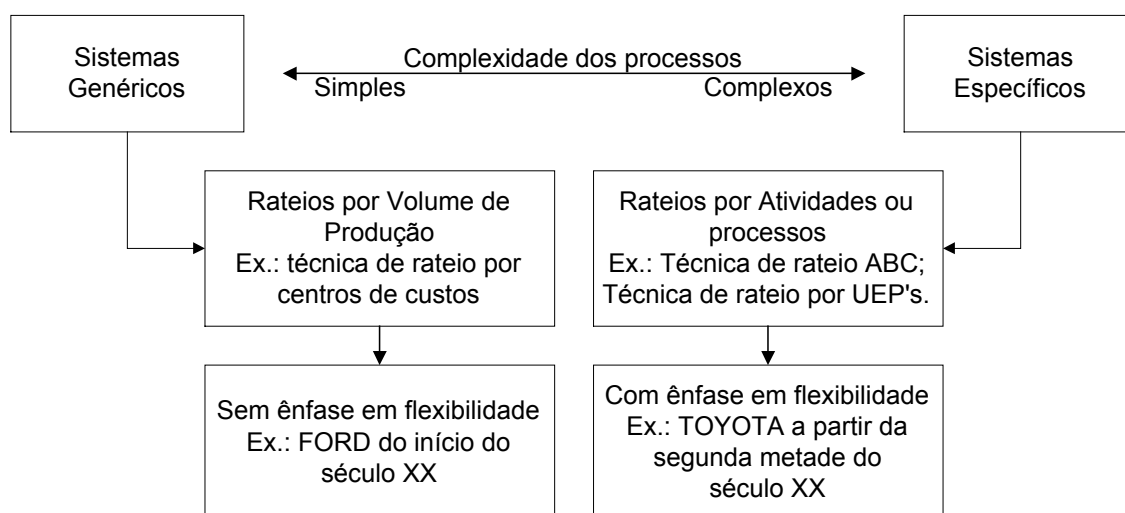 Sistemas
Genéricos
Complexidade dos processos
Simples
Complexos
Sistemas
Específicos
Rateios por Volume de
Produção
Ex.: técnica de rateio por
centros de custos
Rateios por Atividades ou
processos
Ex.: Técnica de rateio ABC;
Técnica de rateio por UEP's.
Sem ênfase em flexibilidade
Ex.: FORD do início do
século XX
Com ênfase em flexibilidade
Ex.: TOYOTA a partir da
segunda metade do
século XX